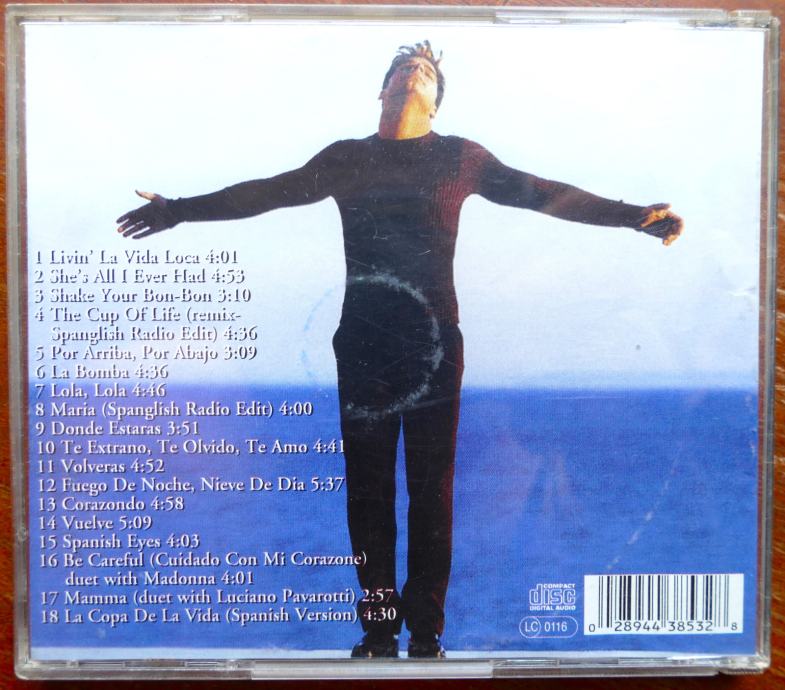 1 Livin' La Vida Loca 4:01
2 She's All I Ever Had 4:53
3 Shake Your Bon-Bon 3:10
4 The Cup Of Life (remix-
Spanglish Radio Edit) 4:36
5 Por Arriba, Por Abajo 3:09
6 La Bomba 4:36
7 Lola, Lola 4:46
8 Maria (Spanglish Radio Edit) 4:00
9 Donde Estaras 3:51
10 Te Extrano, Te Olvido, Te Amo 4:41
11 Volveras 4:52
12 Fuego De Noche, Nieve De Dia 5:37
13 Corazondo 4:58
14 Vuelve 5:09
15 Spanish Eyes 4:03
16 Be Careful (Cuidado Con Mi Corazone)
duet with Madonna 4:01
17 Mamma (duet with Luciano Pavarotti) 2:57
18 La Copa De La Vida (Spanish Version) 4:30
COMPACT
disc
DIGITAL AUDIO
LC 0116
0 28944 38532 8